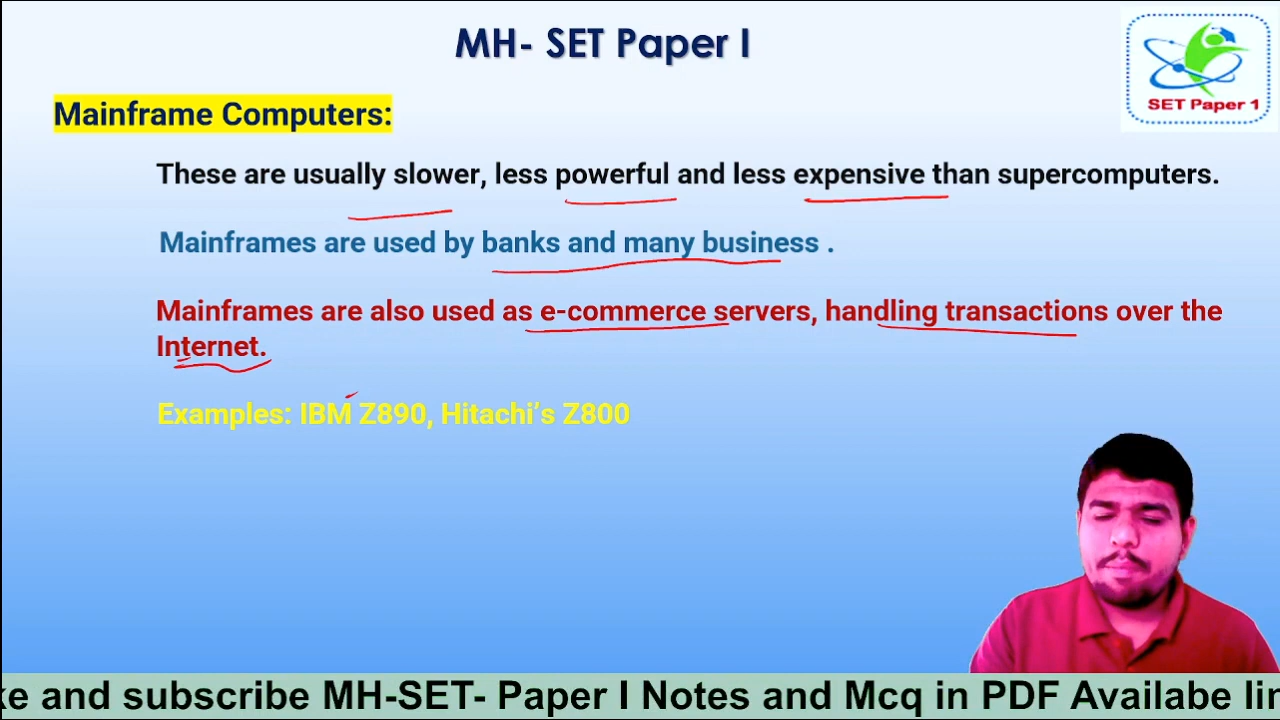 MH- SET Paper I
SET Paper 1
Mainframe Computers:
These are usually slower, less powerful and less expensive than supercomputers.
Mainframes are used by banks and many business .
Mainframes are also used as e-commerce servers, handling transactions over the
Internet.
Examples: IBM Z890, Hitachi’s Z800
and subscribe MH-SET- Paper I Notes and Mcq in PDF Availabe